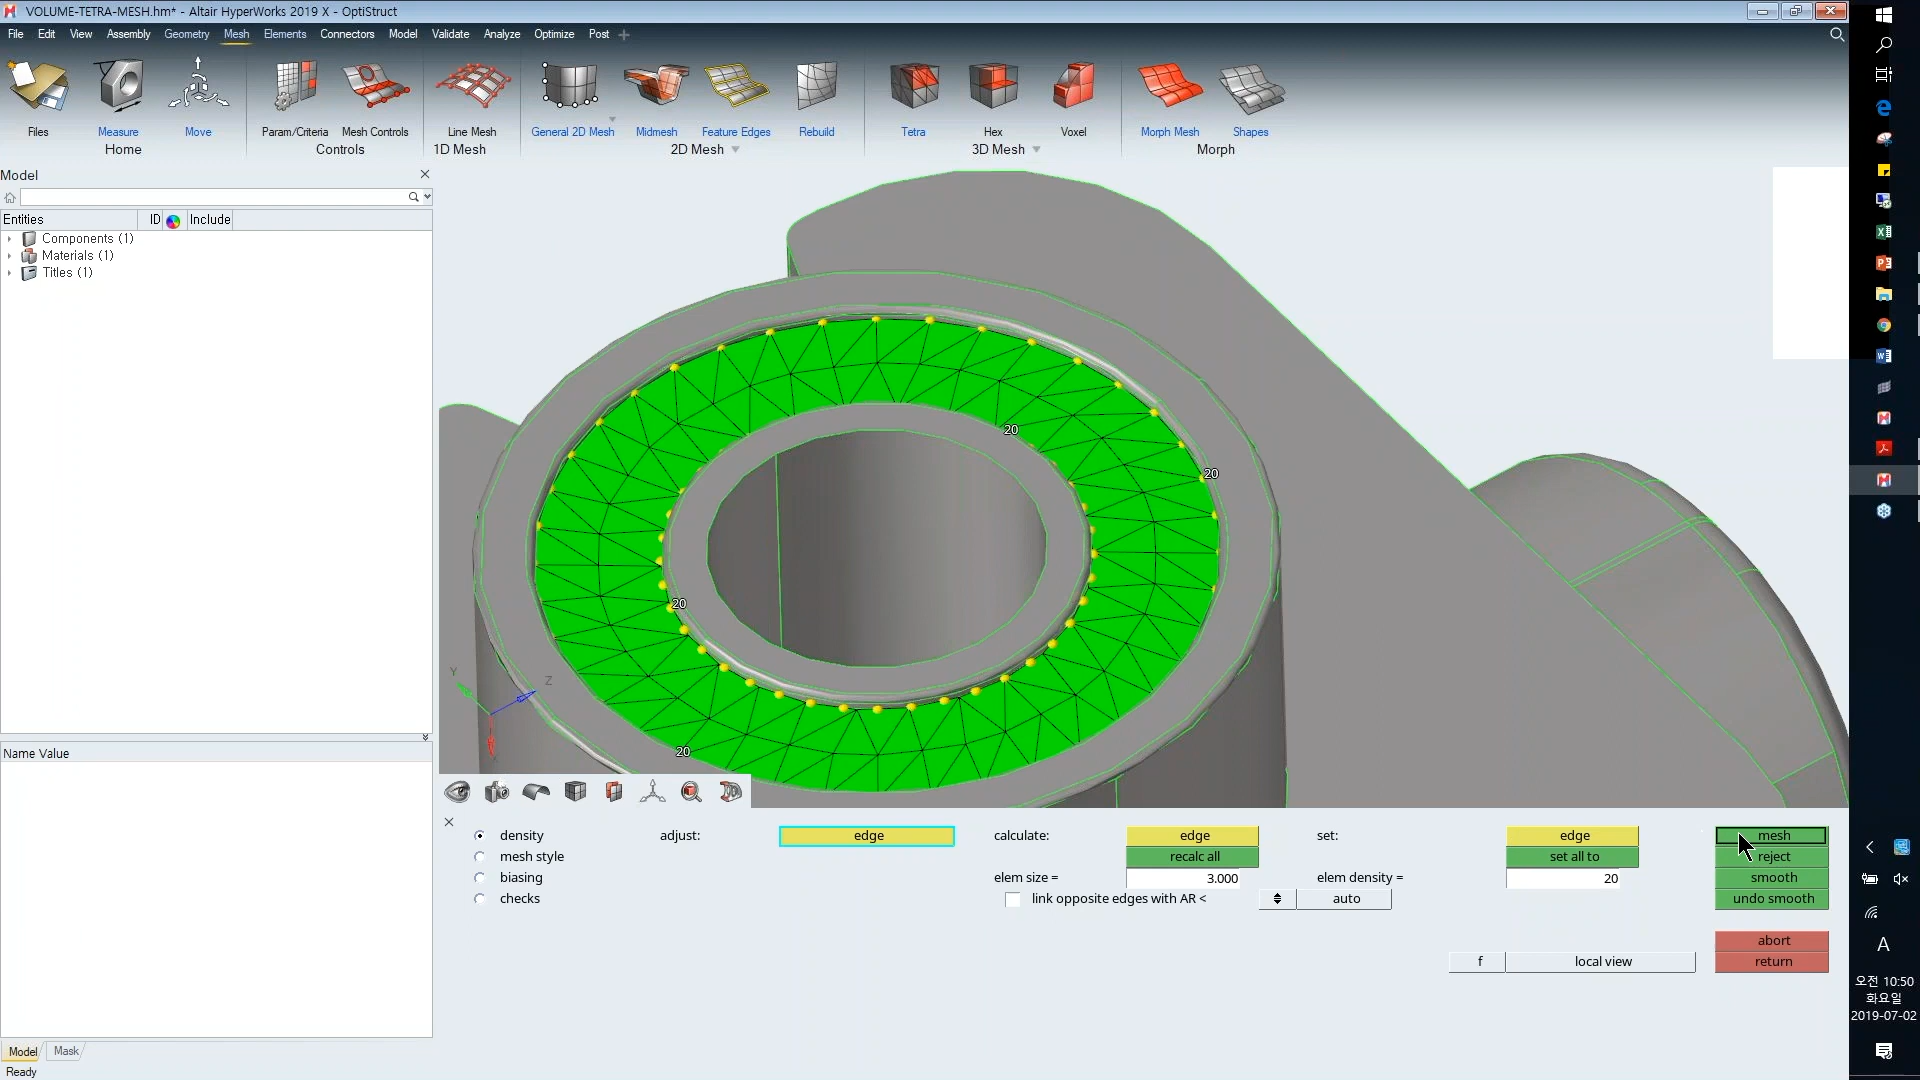 VOLUME-TETRA-MESH.hm* - Altair HyperWorks 2019 X - OptiStruct
File Edit View Assembly Geometry Mesh Elements Connectors Model Validate Analyze Optimize Post
Files Measure Move Param/Criteria Mesh Controls Line Mesh General 2D Mesh Midmesh Feature Edges Rebuild Tetra Hex Voxel Morph Mesh Shapes
Home Controls 1D Mesh 2D Mesh 3D Mesh Morph
Model
Entities ID Include
Components (1)
Materials (1)
Titles (1)
20
20
20
20
Y Z
Name Value
density adjust: edge calculate: edge set: edge mesh
mesh style recalc all set all to reject
biasing elem size = 3.000 elem density = 20 smooth
checks link opposite edges with AR < auto undo smooth
abort
f local view return
Model Mask
Ready
A
오전 10:50
화요일
2019-07-02